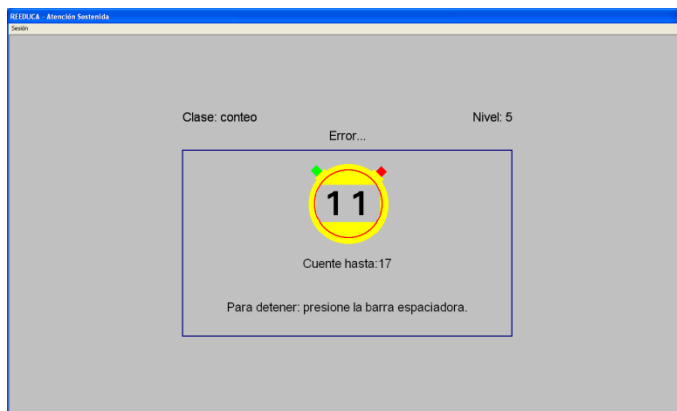 REEDUCA - Atención Sostenida
Sesión
Clase: conteo
Nivel: 5
Error...
11
Cuente hasta:17
Para detener: presione la barra espaciadora.